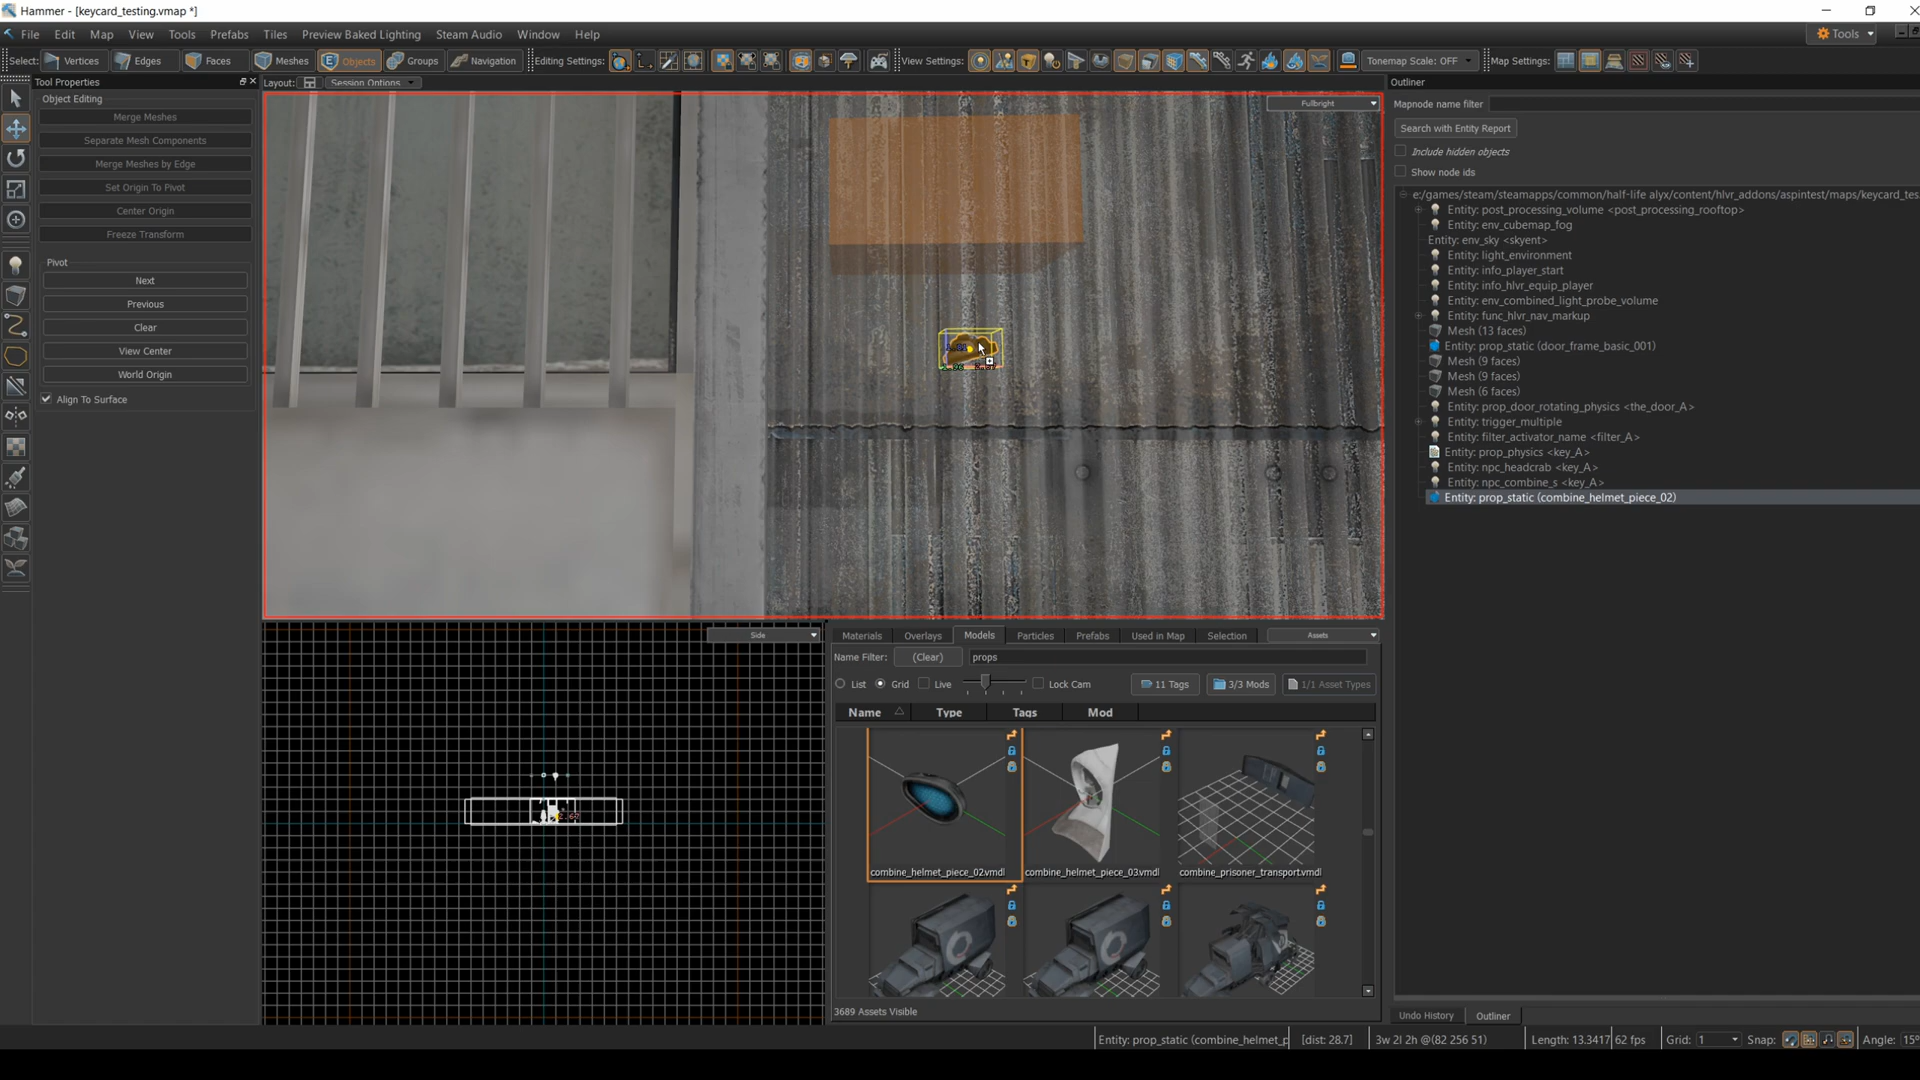 Hammer - [keycard_testing.vmap *]
File Edit Map View Tools Prefabs Tiles Preview Baked Lighting Steam Audio Window Help
Tools
Select: Vertices Edges Faces Meshes Objects Groups Navigation Editing Settings: View Settings: Tonemap Scale: OFF Map Settings:
Tool Properties
Object Editing
Merge Meshes
Separate Mesh Components
Merge Meshes by Edge
Set Origin To Pivot
Center Origin
Freeze Transform
Pivot
Next
Previous
Clear
View Center
World Origin
Align To Surface
Layout: Session Options
Fullbright
Side
Outliner
Mapnode name filter
Search with Entity Report
Include hidden objects
Show node ids
e:/games/steam/steamapps/common/half-life alyx/content/hlvr_addons/aspintest/maps/keycard_tes
Entity: post_processing_volume <post_processing_rooftop>
Entity: env_cubemap_fog
Entity: env_sky <skyent>
Entity: light_environment
Entity: info_player_start
Entity: info_hlvr_equip_player
Entity: env_combined_light_probe_volume
Entity: func_hlvr_nav_markup
Mesh (13 faces)
Entity: prop_static (door_frame_basic_001)
Mesh (9 faces)
Mesh (9 faces)
Mesh (6 faces)
Entity: prop_door_rotating_physics <the_door_A>
Entity: trigger_multiple
Entity: filter_activator_name <filter_A>
Entity: prop_physics <key_A>
Entity: npc_headcrab <key_A>
Entity: npc_combine_s <key_A>
Entity: prop_static (combine_helmet_piece_02)
Materials Overlays Models Particles Prefabs Used in Map Selection Assets
Name Filter: (Clear) props
List Grid Live Lock Cam 11 Tags 3/3 Mods 1/1 Asset Types
Name Type Tags Mod
combine_helmet_piece_02.vmdl combine_helmet_piece_03.vmdl combine_prisoner_transport.vmdl
3689 Assets Visible
Undo History Outliner
Entity: prop_static (combine_helmet_p [dist: 28.7] 3w 2l 2h @(82 256 51) Length: 13.3417 62 fps Grid: 1 Snap: Angle: 15°